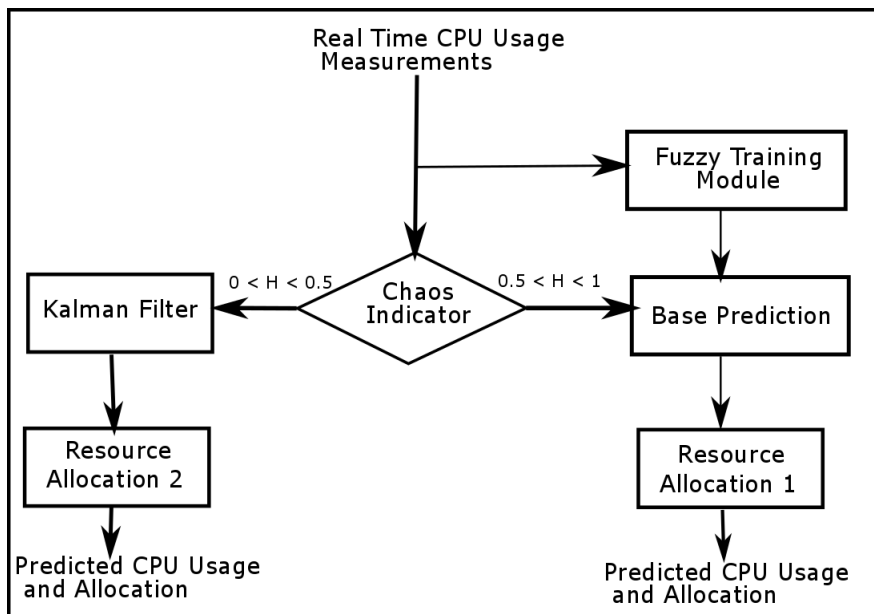 Real Time CPU Usage
Measurements
Fuzzy Training
Module
0 < H < 0.5
0.5 < H < 1
Kalman Filter
Chaos
Indicator
Base Prediction
Resource
Allocation 2
Resource
Allocation 1
Predicted CPU Usage
and Allocation
Predicted CPU Usage
and Allocation